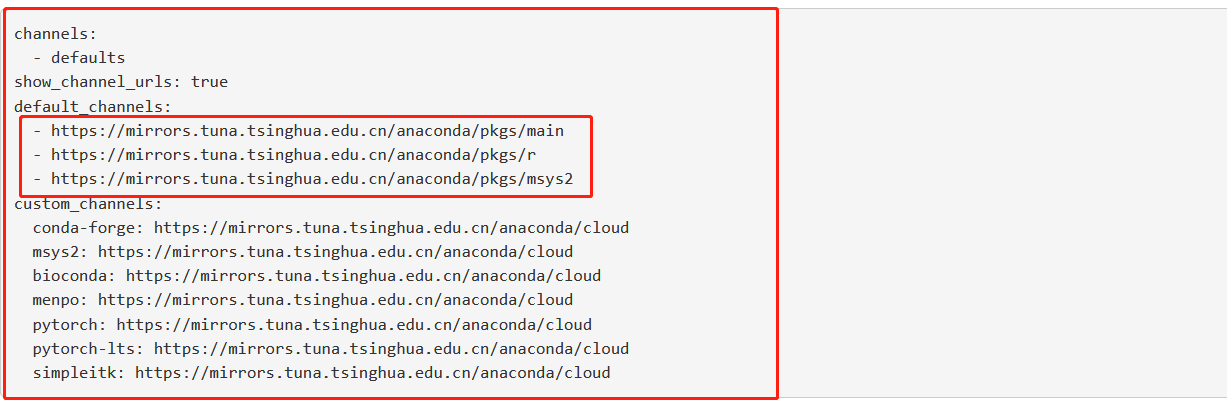 channels:
  - defaults
show_channel_urls: true
default_channels:
  - https://mirrors.tuna.tsinghua.edu.cn/anaconda/pkgs/main
  - https://mirrors.tuna.tsinghua.edu.cn/anaconda/pkgs/r
  - https://mirrors.tuna.tsinghua.edu.cn/anaconda/pkgs/msys2
custom_channels:
  conda-forge: https://mirrors.tuna.tsinghua.edu.cn/anaconda/cloud
  msys2: https://mirrors.tuna.tsinghua.edu.cn/anaconda/cloud
  bioconda: https://mirrors.tuna.tsinghua.edu.cn/anaconda/cloud
  menpo: https://mirrors.tuna.tsinghua.edu.cn/anaconda/cloud
  pytorch: https://mirrors.tuna.tsinghua.edu.cn/anaconda/cloud
  pytorch-lts: https://mirrors.tuna.tsinghua.edu.cn/anaconda/cloud
  simpleitk: https://mirrors.tuna.tsinghua.edu.cn/anaconda/cloud